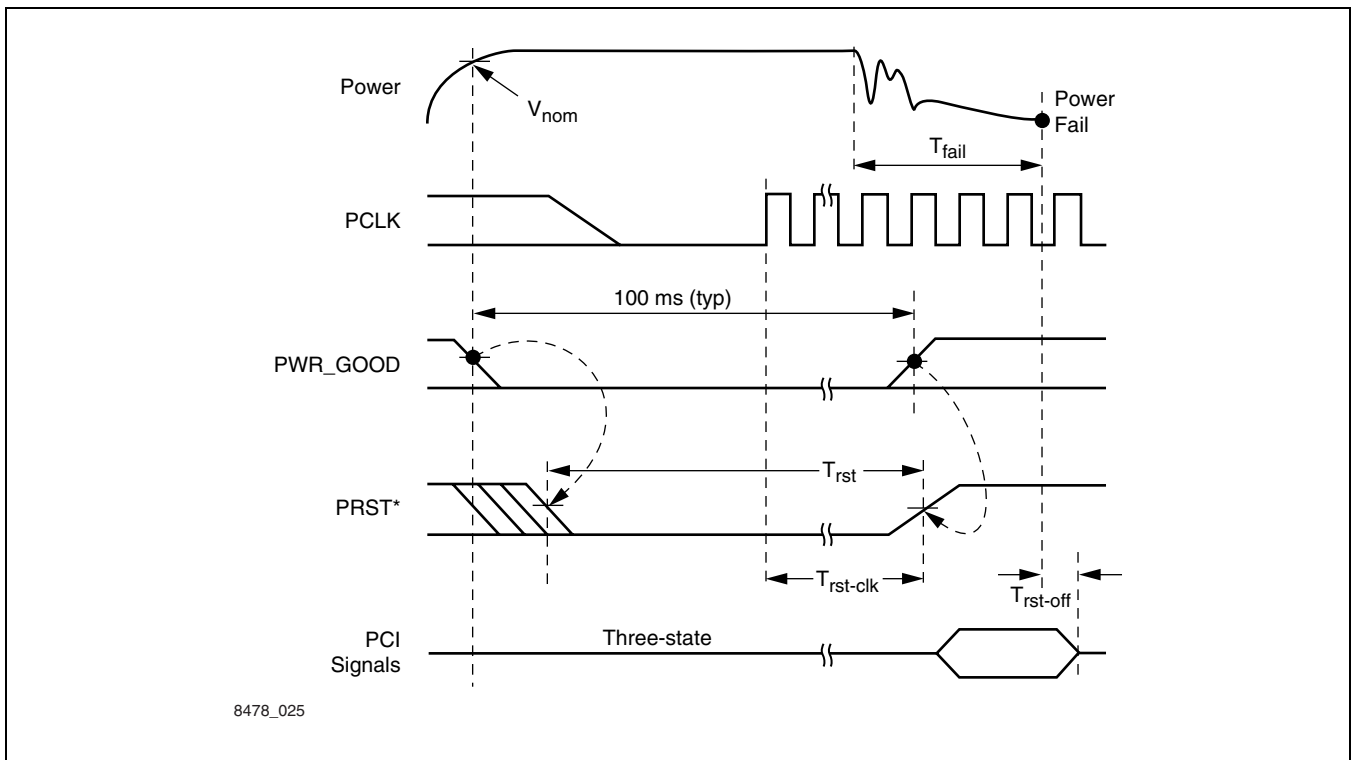 Power
V_nom
Power
Fail
T_fail
PCLK
100 ms (typ)
PWR_GOOD
T_rst
PRST*
T_rst-clk
T_rst-off
PCI
Signals
Three-state
8478_025